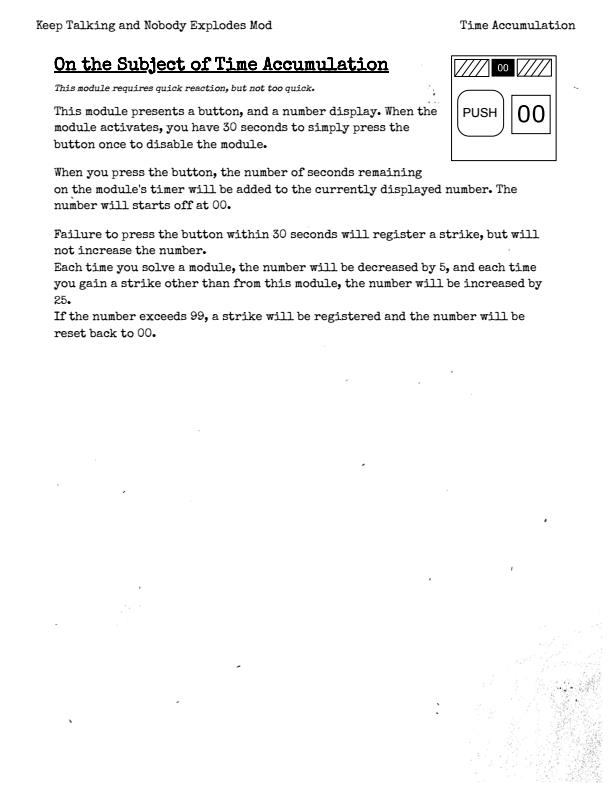 Keep Talking and Nobody Explodes Mod
Time Accumulation
On the Subject of Time Accumulation
This module requires quick reaction, but not too quick.
00
PUSH
00
This module presents a button, and a number display. When the
module activates, you have 30 seconds to simply press the
button once to disable the module.
When you press the button, the number of seconds remaining
on the module's timer will be added to the currently displayed number. The
number will starts off at 00.
Failure to press the button within 30 seconds will register a strike, but will
not increase the number.
Each time you solve a module, the number will be decreased by 5, and each time
you gain a strike other than from this module, the number will be increased by
25.
If the number exceeds 99, a strike will be registered and the number will be
reset back to 00.